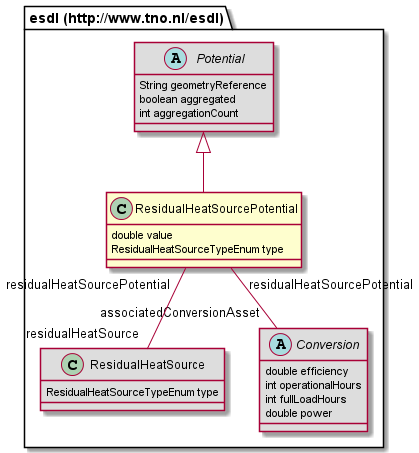 esdl (http://www.tno.nl/esdl)
A Potential
String geometryReference
boolean aggregated
int aggregationCount
C ResidualHeatSourcePotential
double value
ResidualHeatSourceTypeEnum type
residualHeatSourcePotential
residualHeatSourcePotential
associatedConversionAsset
residualHeatSource
C ResidualHeatSource
ResidualHeatSourceTypeEnum type
A Conversion
double efficiency
int operationalHours
int fullLoadHours
double power